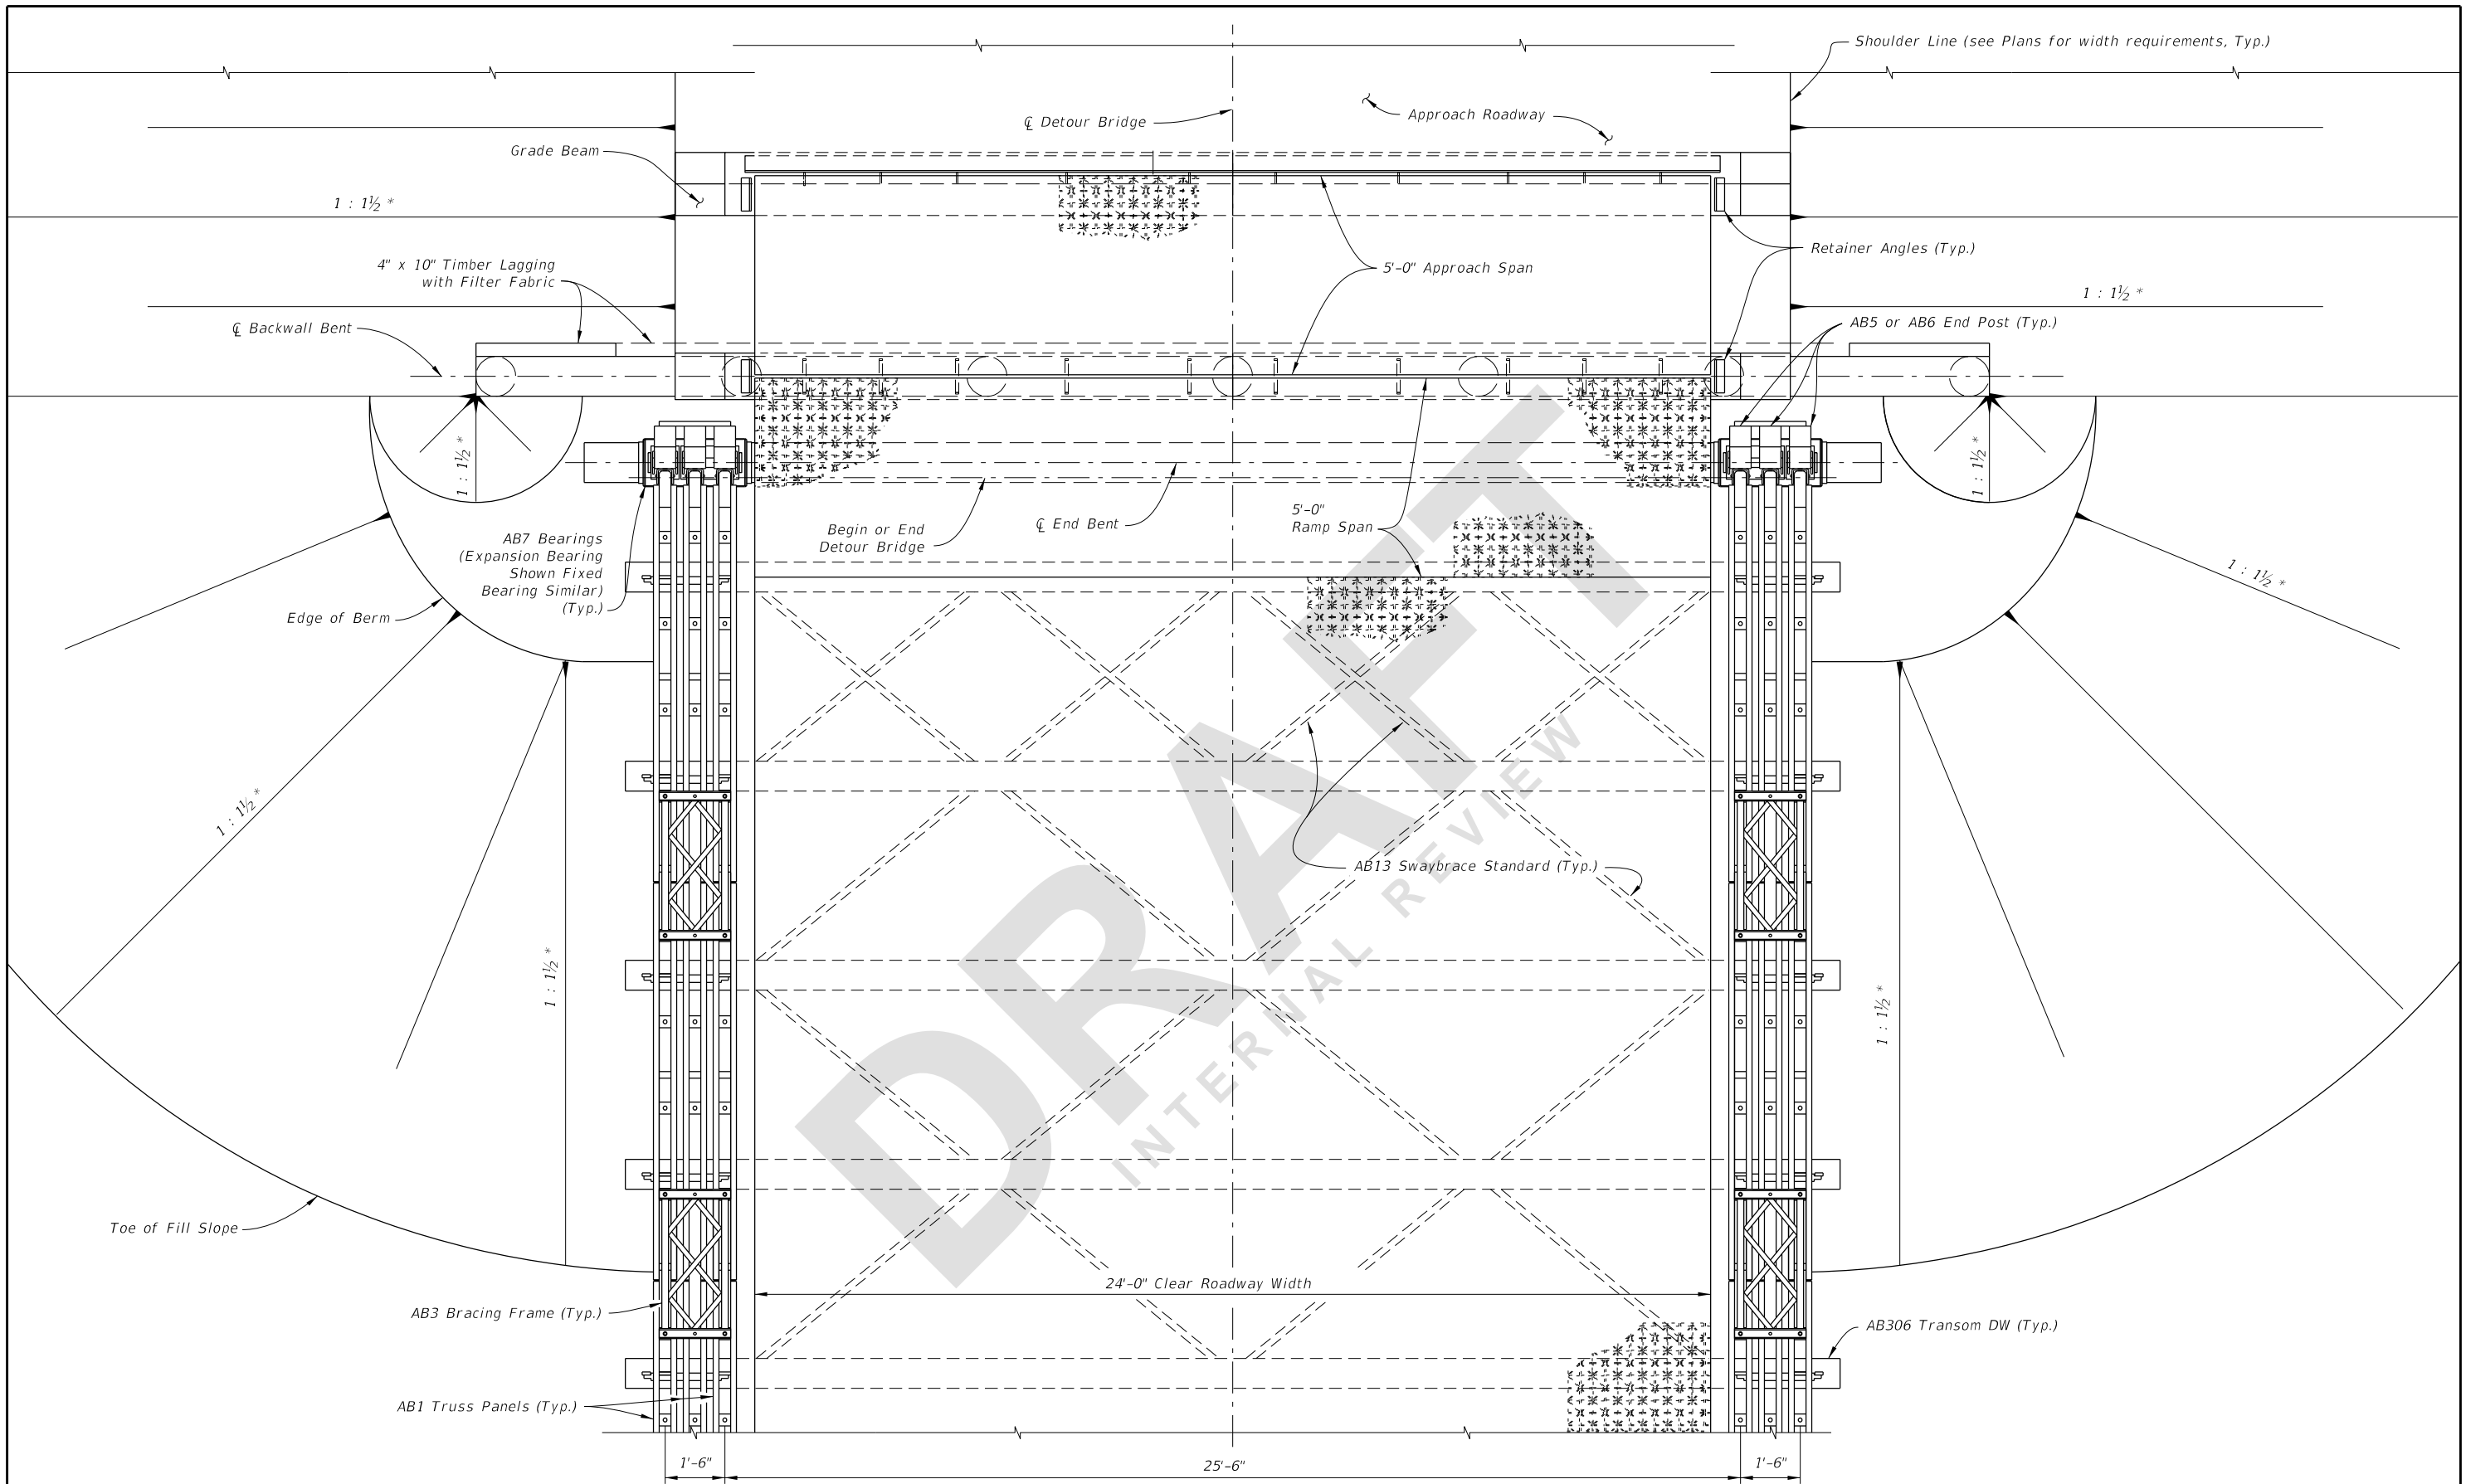 Shoulder Line (see Plans for width requirements, Typ.)
Approach Roadway
℄ Detour Bridge
Grade Beam
1 : 1½ *
Retainer Angles (Typ.)
4" x 10" Timber Lagging
with Filter Fabric
5'-0" Approach Span
1 : 1½ *
℄ Backwall Bent
AB5 or AB6 End Post (Typ.)
1 : 1½ *
1 : 1½ *
5'-0"
Ramp Span
℄ End Bent
Begin or End
Detour Bridge
AB7 Bearings
(Expansion Bearing
Shown Fixed
Bearing Similar)
(Typ.)
1 : 1½ *
Edge of Berm
1 : 1½ *
AB13 Swaybrace Standard (Typ.)
1 : 1½ *
1 : 1½ *
DRAFT
INTERNAL REVIEW
Toe of Fill Slope
24'-0" Clear Roadway Width
AB3 Bracing Frame (Typ.)
AB306 Transom DW (Typ.)
AB1 Truss Panels (Typ.)
1'-6"
25'-6"
1'-6"